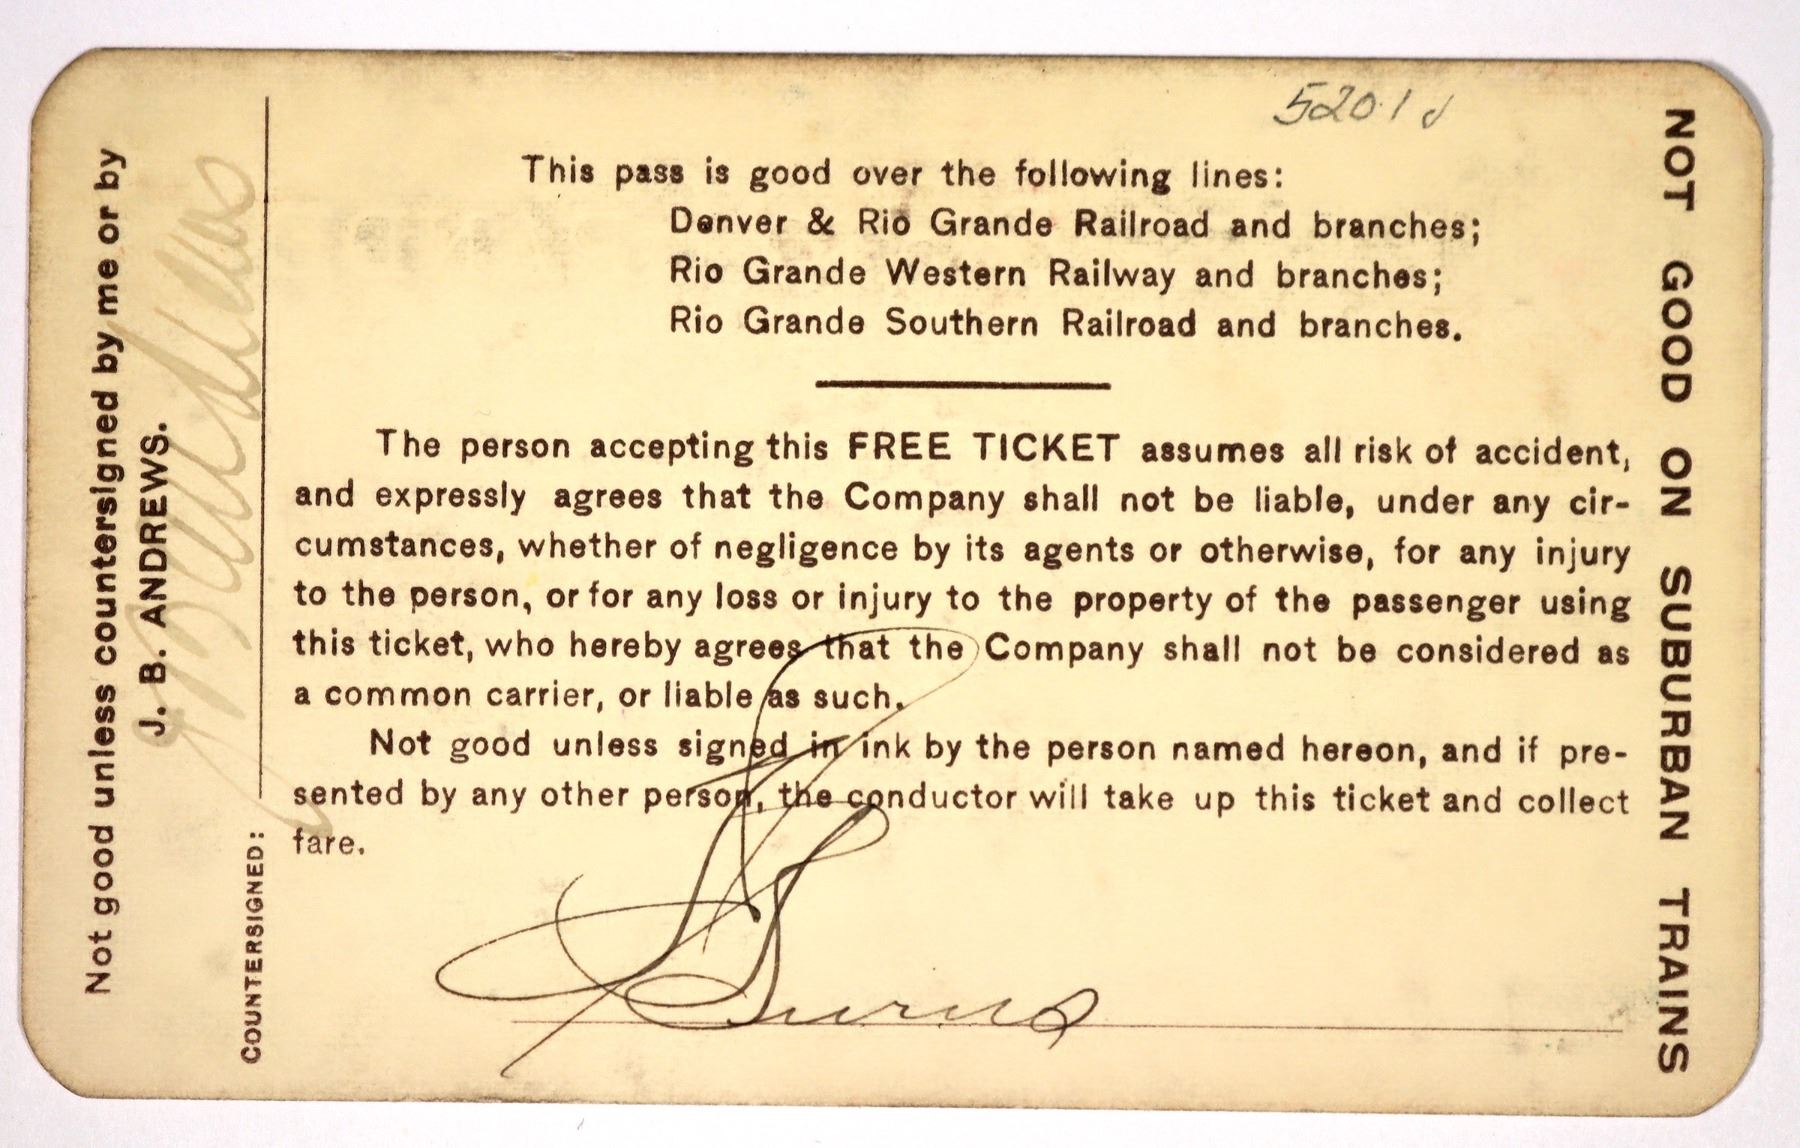 5201
This pass is good over the following lines:
Denver & Rio Grande Railroad and branches;
Rio Grande Western Railway and branches;
Rio Grande Southern Railroad and branches.
The person accepting this FREE TICKET assumes all risk of accident,
and expressly agrees that the Company shall not be liable, under any cir-
cumstances, whether of negligence by its agents or otherwise, for any injury
to the person, or for any loss or injury to the property of the passenger using
this ticket, who hereby agrees that the Company shall not be considered as
a common carrier, or liable as such.
Not good unless signed in ink by the person named hereon, and if pre-
sented by any other person, the conductor will take up this ticket and collect
fare.
Burns
Not good unless countersigned by me or by
J. B. ANDREWS.
COUNTERSIGNED:
NOT GOOD ON SUBURBAN TRAINS